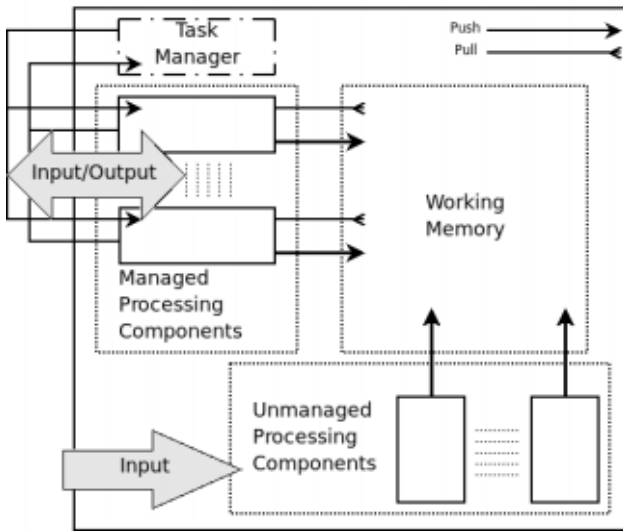 Task
Manager
Push
Pull
Input/Output
Working
Memory
Managed
Processing
Components
Unmanaged
Processing
Components
Input